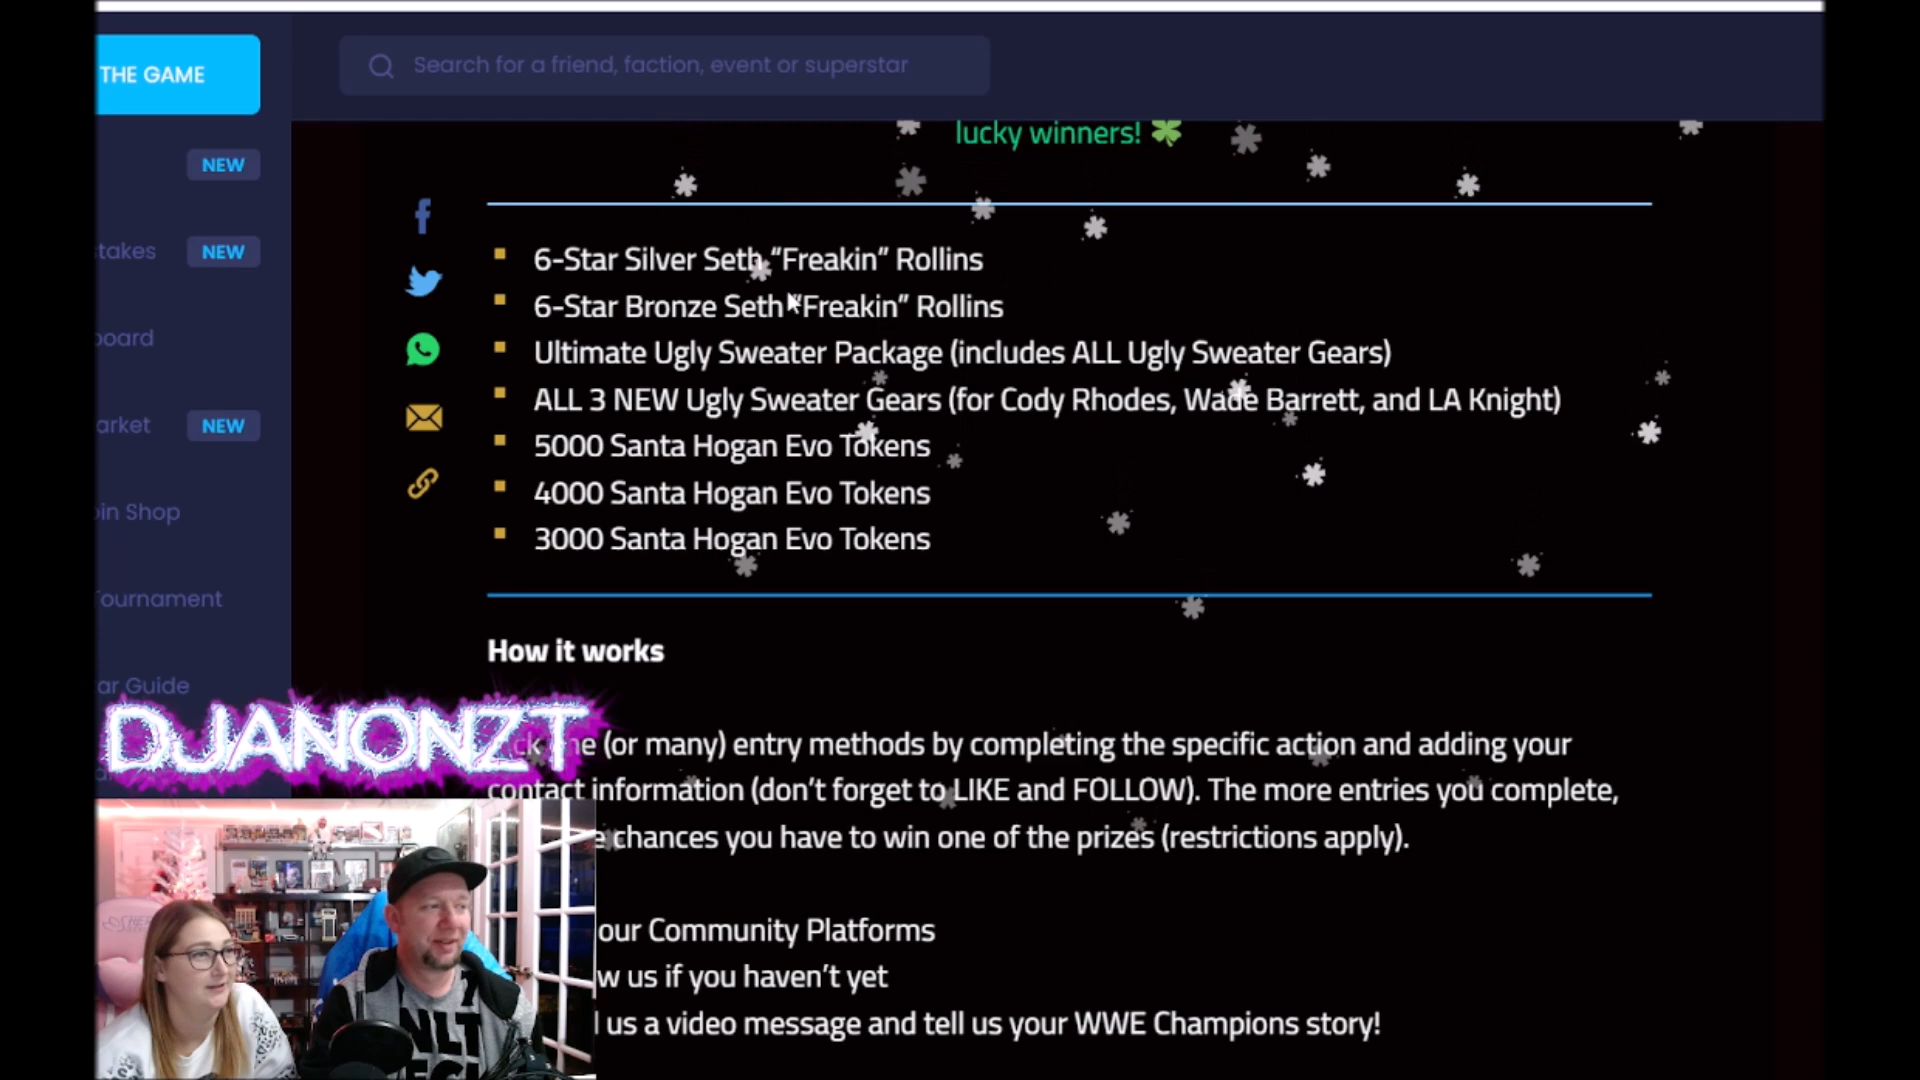 THE GAME
Search for a friend, faction, event or superstar
lucky winners!
NEW
takes NEW
board
arket NEW
in Shop
Tournament
ar Guide
6-Star Silver Seth “Freakin” Rollins
6-Star Bronze Seth “Freakin” Rollins
Ultimate Ugly Sweater Package (includes ALL Ugly Sweater Gears)
ALL 3 NEW Ugly Sweater Gears (for Cody Rhodes, Wade Barrett, and LA Knight)
5000 Santa Hogan Evo Tokens
4000 Santa Hogan Evo Tokens
3000 Santa Hogan Evo Tokens
How it works
DJANONZT
(or many) entry methods by completing the specific action and adding your
contact information (don’t forget to LIKE and FOLLOW). The more entries you complete,
chances you have to win one of the prizes (restrictions apply).
our Community Platforms
w us if you haven’t yet
us a video message and tell us your WWE Champions story!